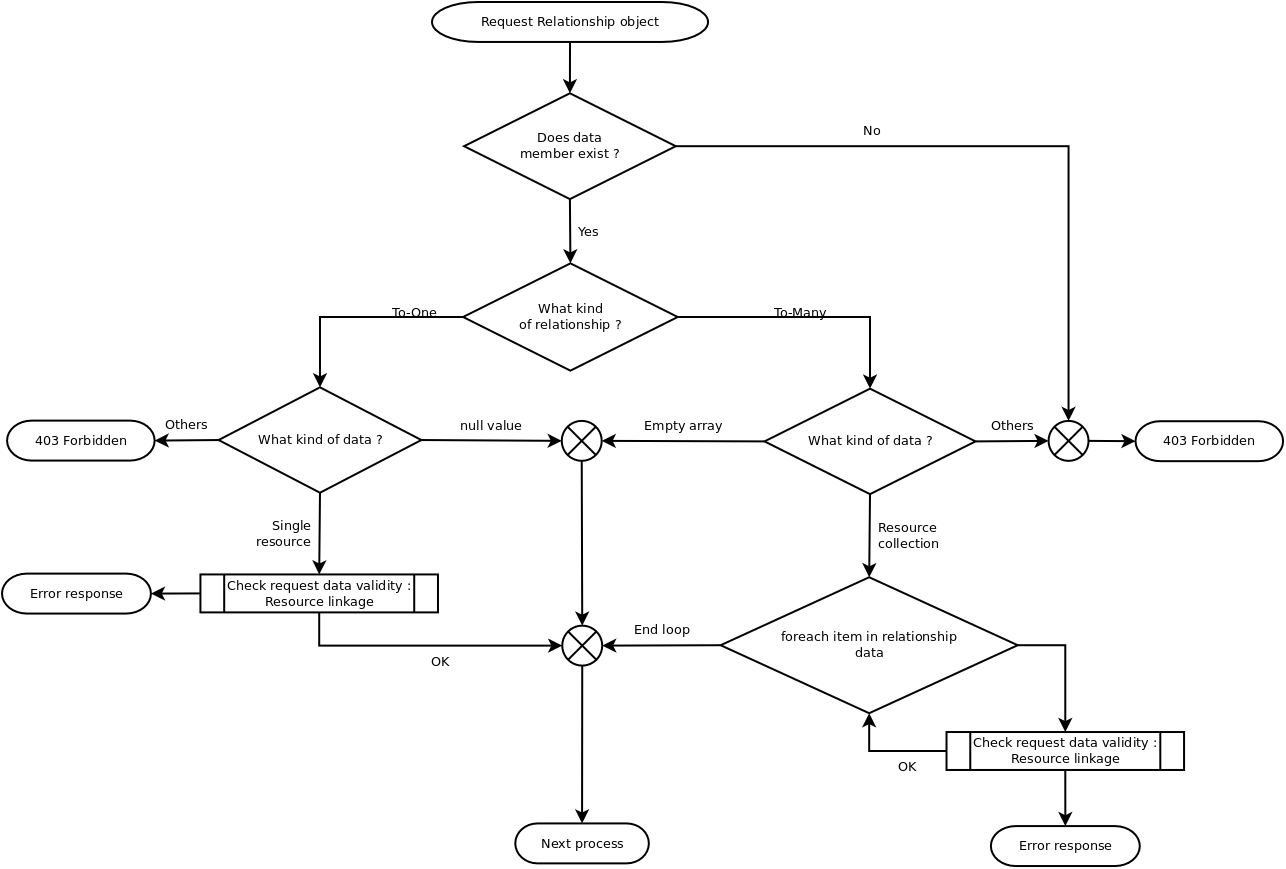 Request Relationship object
Does data
member exist ?
No
Yes
What kind
of relationship ?
To-One
To-Many
403 Forbidden
Others
What kind of data ?
null value
Empty array
What kind of data ?
Others
403 Forbidden
Single
resource
Resource
collection
Error response
Check request data validity :
Resource linkage
OK
End loop
foreach item in relationship
data
Check request data validity :
Resource linkage
OK
Next process
Error response